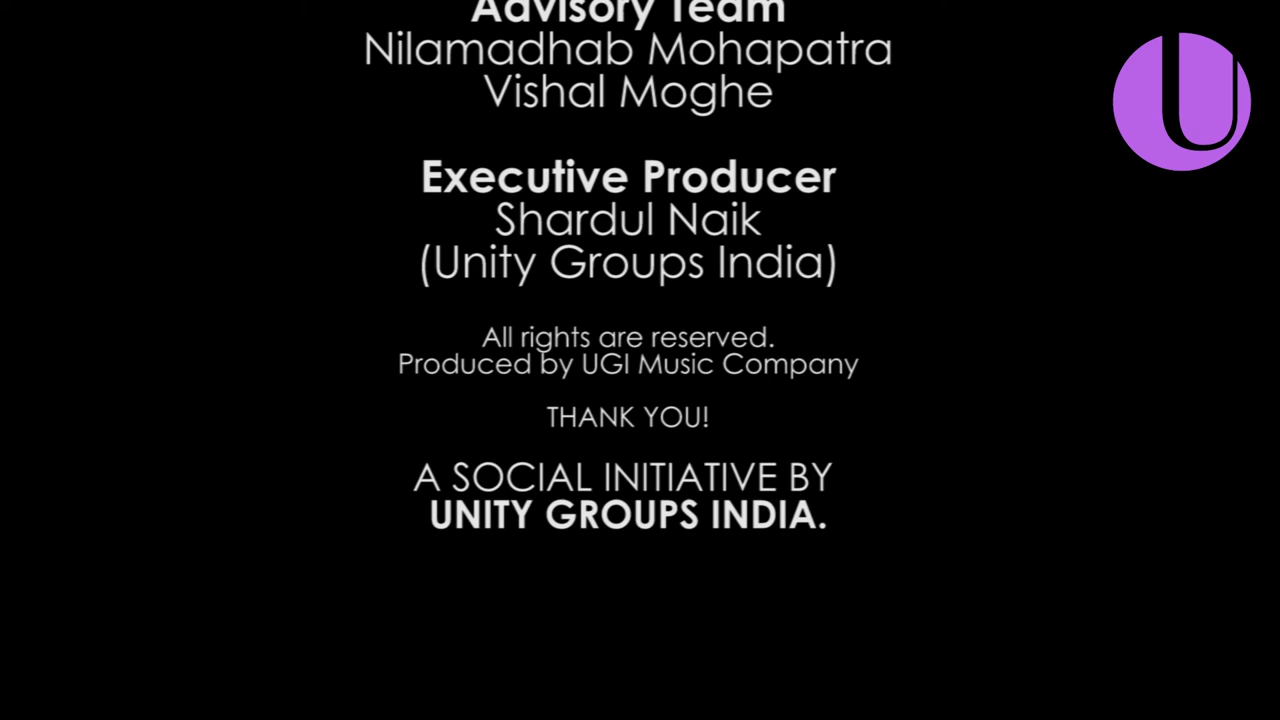 Advisory Team
Nilamadhab Mohapatra
Vishal Moghe
Executive Producer
Shardul Naik
(Unity Groups India)
All rights are reserved.
Produced by UGI Music Company
THANK YOU!
A SOCIAL INITIATIVE BY
UNITY GROUPS INDIA.
U